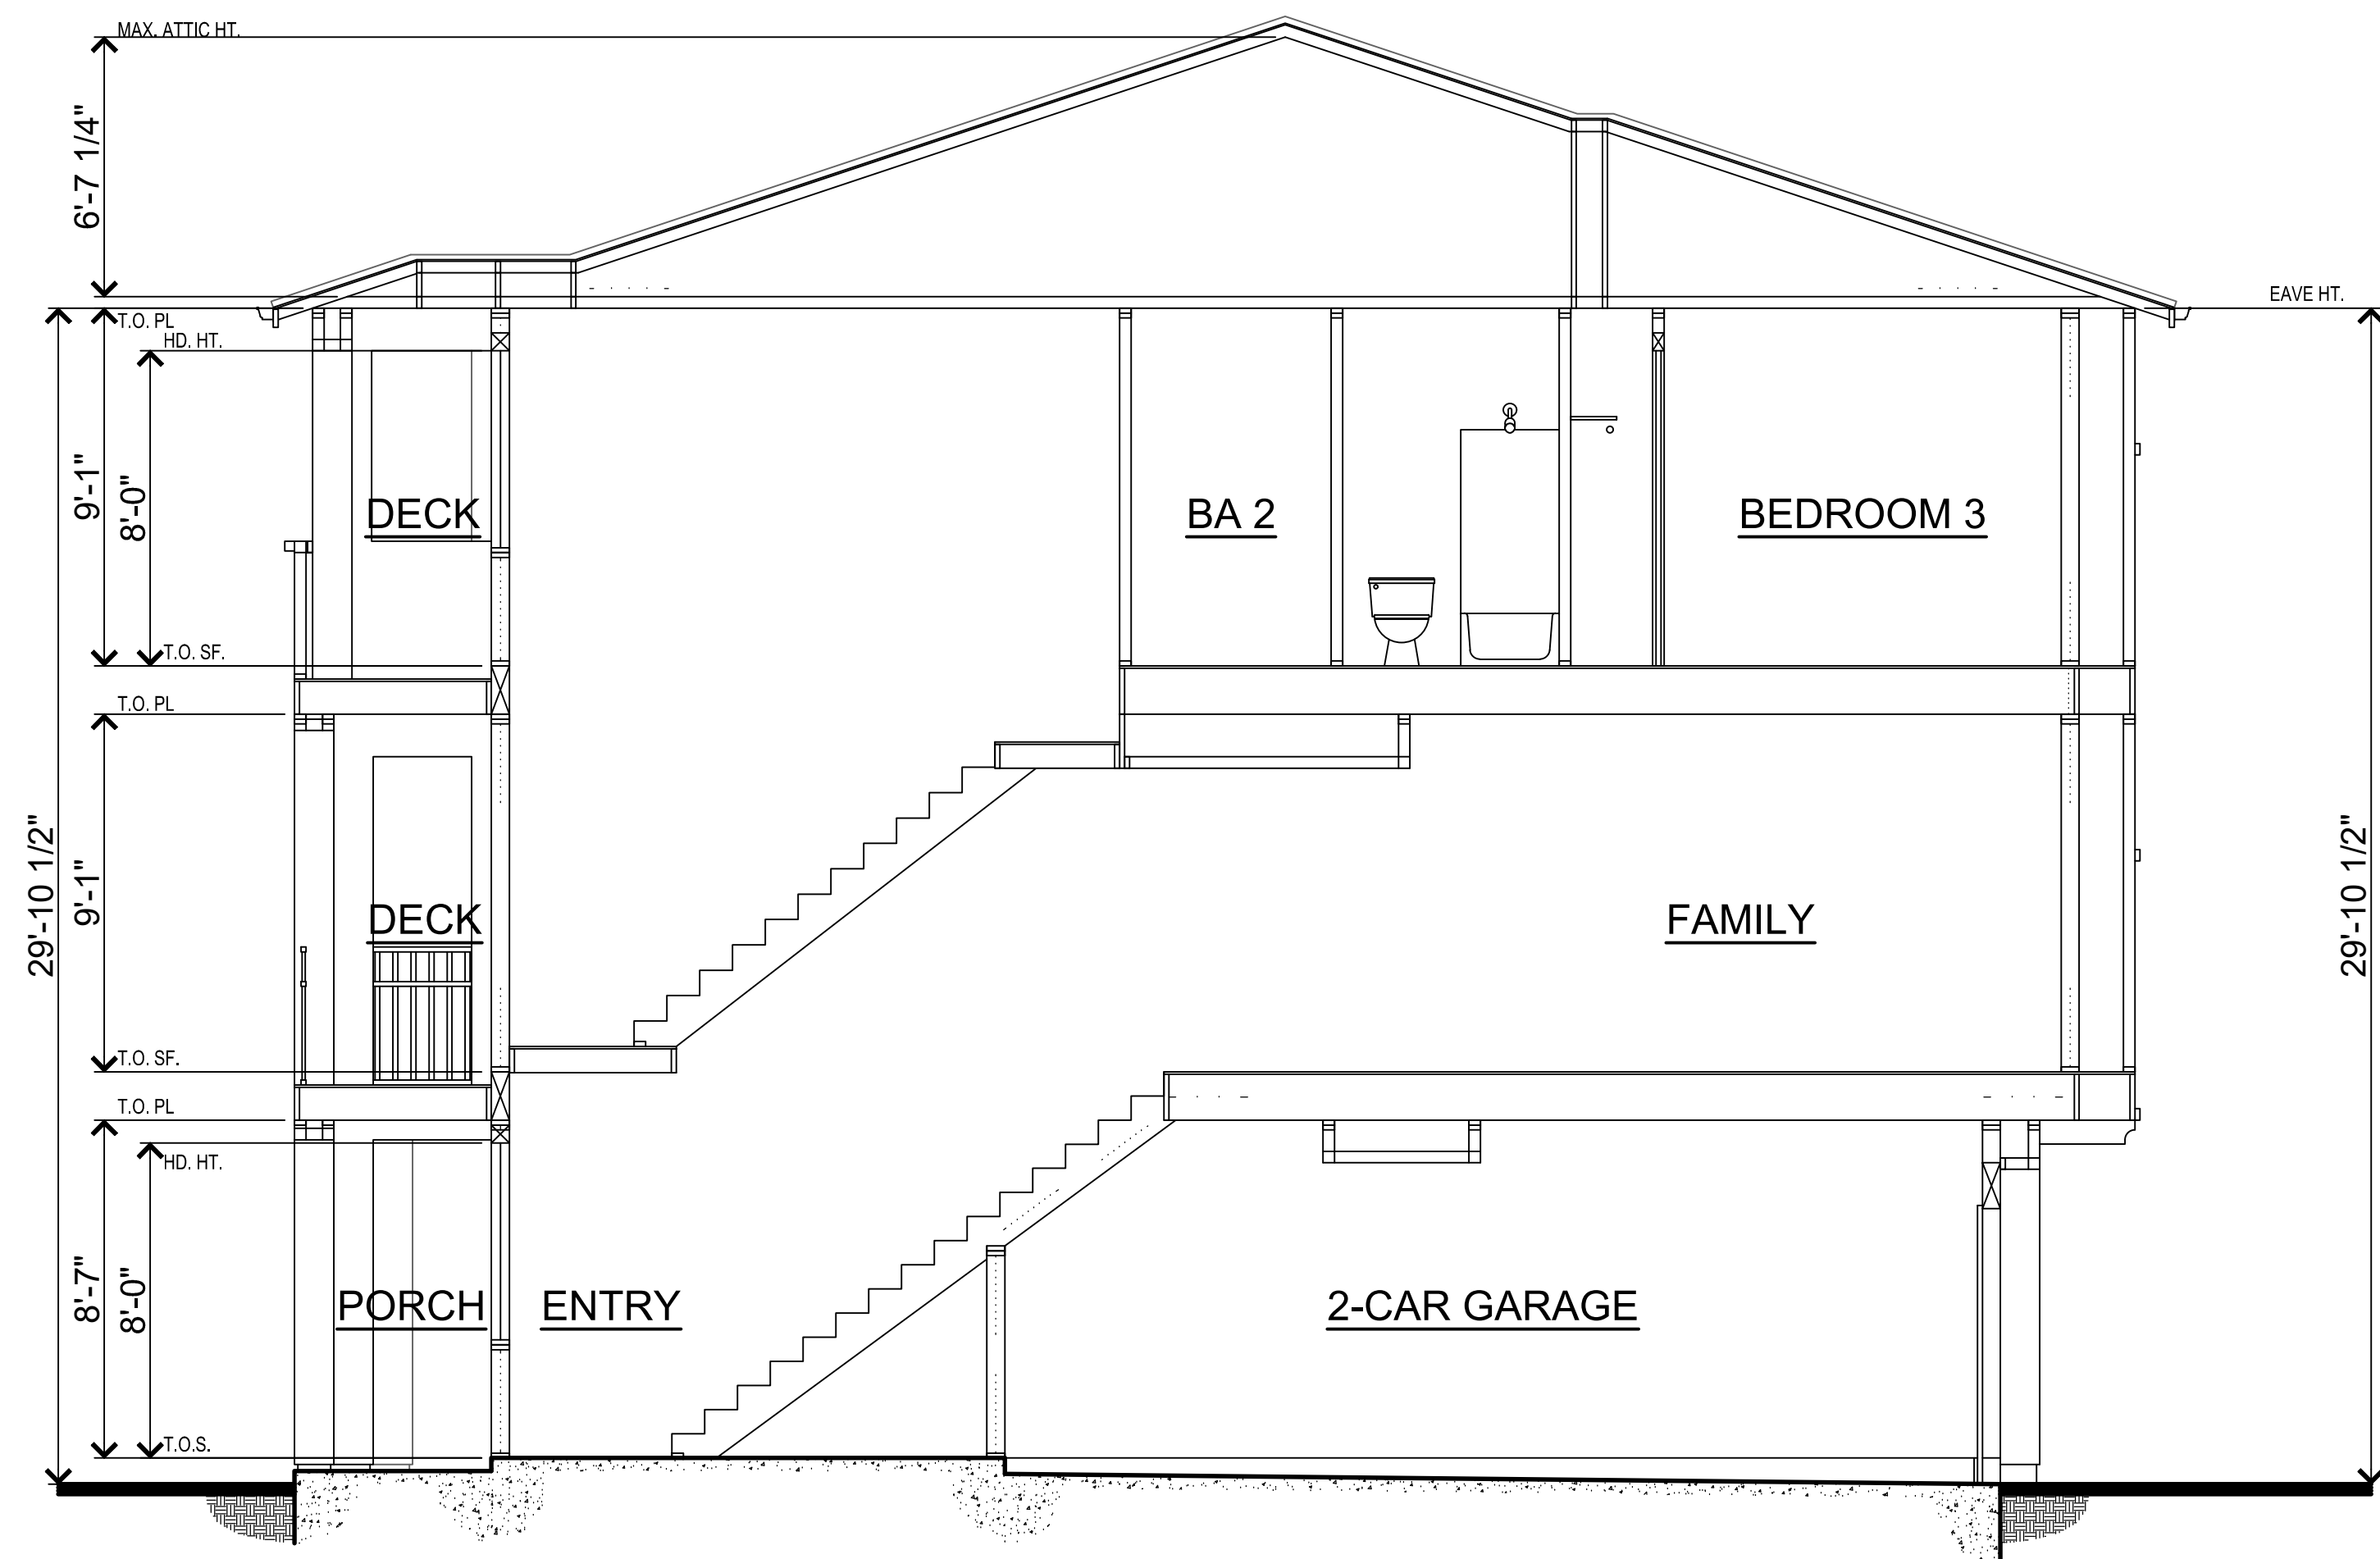 MAX. ATTIC HT.
6'-7 1/4"
EAVE HT.
T.O. PL
HD. HT.
9'-1"
8'-0"
DECK
BA 2
BEDROOM 3
T.O. SF.
T.O. PL
29'-10 1/2"
9'-1"
DECK
FAMILY
29'-10 1/2"
T.O. SF.
T.O. PL
HD. HT.
8'-7"
8'-0"
PORCH
ENTRY
2-CAR GARAGE
T.O.S.